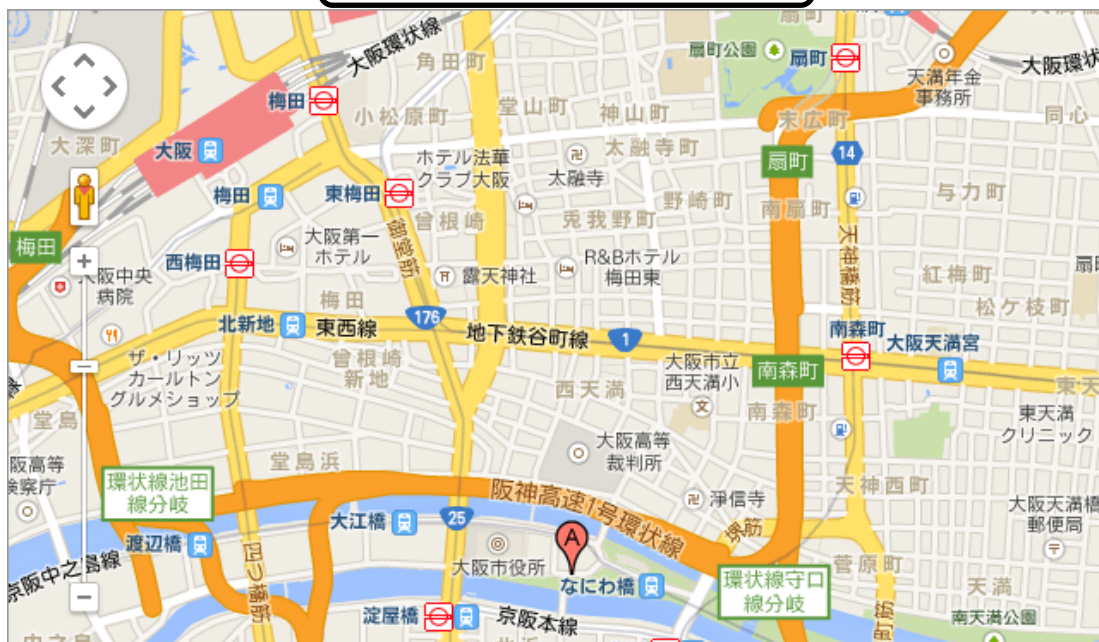 扇町
大阪環状線
角田町
扇町公園
扇町
天満年金
事務所
大阪環状
梅田
小松原町
堂山町
神山町
末広町
同心
大深町
大阪
ホテル法華
クラブ大阪
太融寺
太融寺町
扇町
14
与力町
梅田
東梅田
曾根崎
兎我野町
野崎町
南扇町
梅田
西梅田
大阪第一
ホテル
御堂筋
露天神社
R&Bホテル
梅田東
天神橋筋
紅梅町
扇町
大阪中央
病院
梅田
松ケ枝町
北新地
東西線
176
地下鉄谷町線
1
南森町
大阪天満宮
ザ・リッツ
カールトン
グルメショップ
曾根崎
新地
西天満
大阪市立
西天満小
南森町
東天
堂島
南森町
東天満
クリニック
阪高等
検察庁
堂島浜
大阪高等
裁判所
環状線池田
線分岐
阪神高速1号環状線
浄信寺
天神西町
大阪天満橋
郵便局
渡辺橋
大江橋
25
A
堺筋
京阪中之島線
四つ橋筋
大阪市役所
なにわ橋
環状線守口
線分岐
菅原町
天満
淀屋橋
京阪本線
南天満公園
中之島
北浜